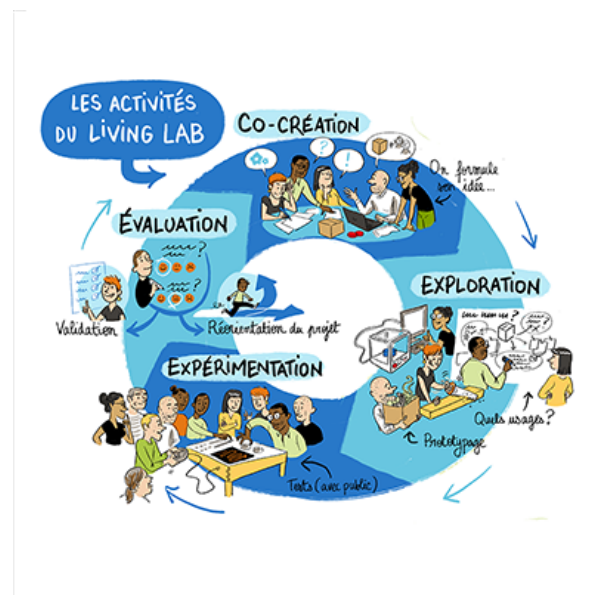 LES ACTIVITÉS
DU LIVING LAB
CO-CRÉATION
?
!
On formule
son idée...
ÉVALUATION
?
?
EXPLORATION
?
Validation
Réorientation du projet
EXPÉRIMENTATION
Quels usages?
Prototypage
Tests (avec public)